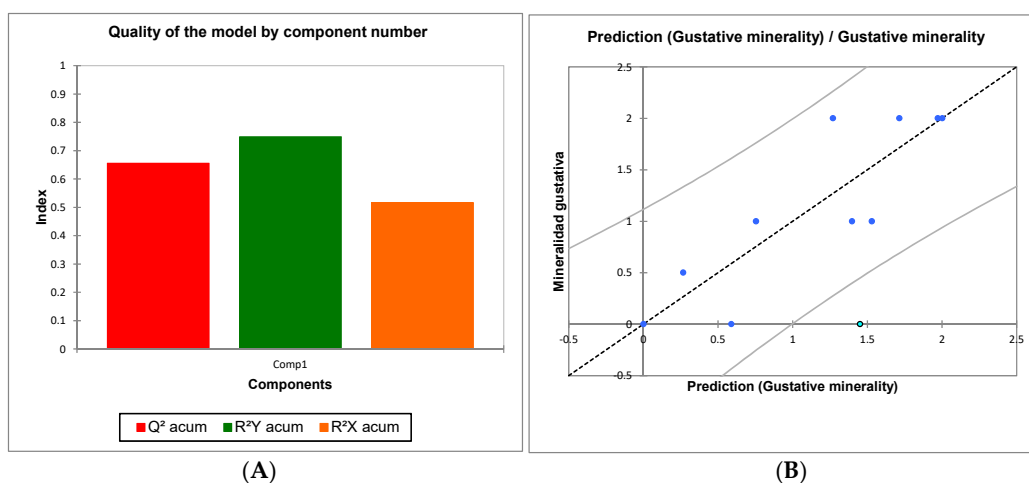 Quality of the model by component number
1
0.9
0.8
0.7
0.6
0.5
0.4
0.3
0.2
0.1
0
Index
Comp1
Components
Q² acum R²Y acum R²X acum
(A)
Prediction (Gustative minerality) / Gustative minerality
2.5
2
1.5
1
0.5
0
-0.5
Mineralidad gustativa
-0.5 0 0.5 1 1.5 2 2.5
Prediction (Gustative minerality)
(B)